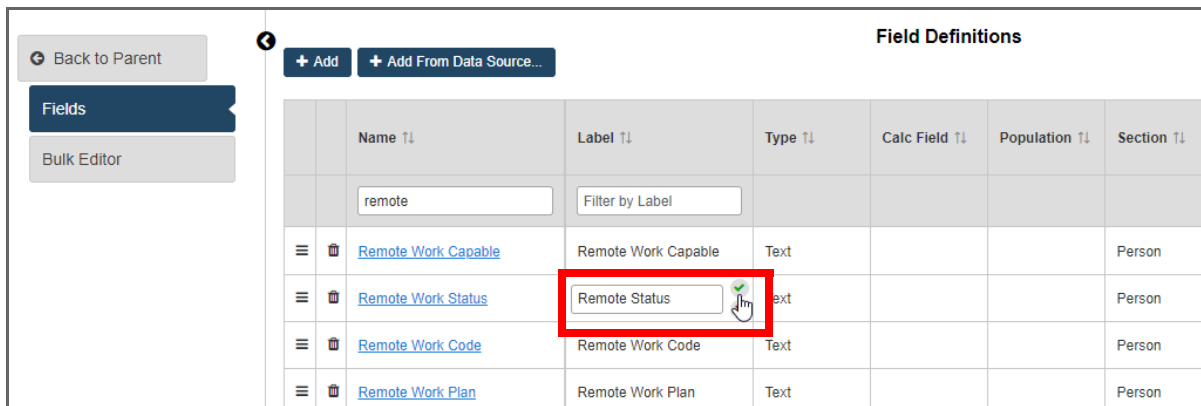 Field Definitions
Back to Parent
+ Add
+ Add From Data Source...
Fields
Bulk Editor
Name Label Type Calc Field Population Section
remote Filter by Label
Remote Work Capable Remote Work Capable Text Person
Remote Work Status Remote Status Text Person
Remote Work Code Remote Work Code Text Person
Remote Work Plan Remote Work Plan Text Person